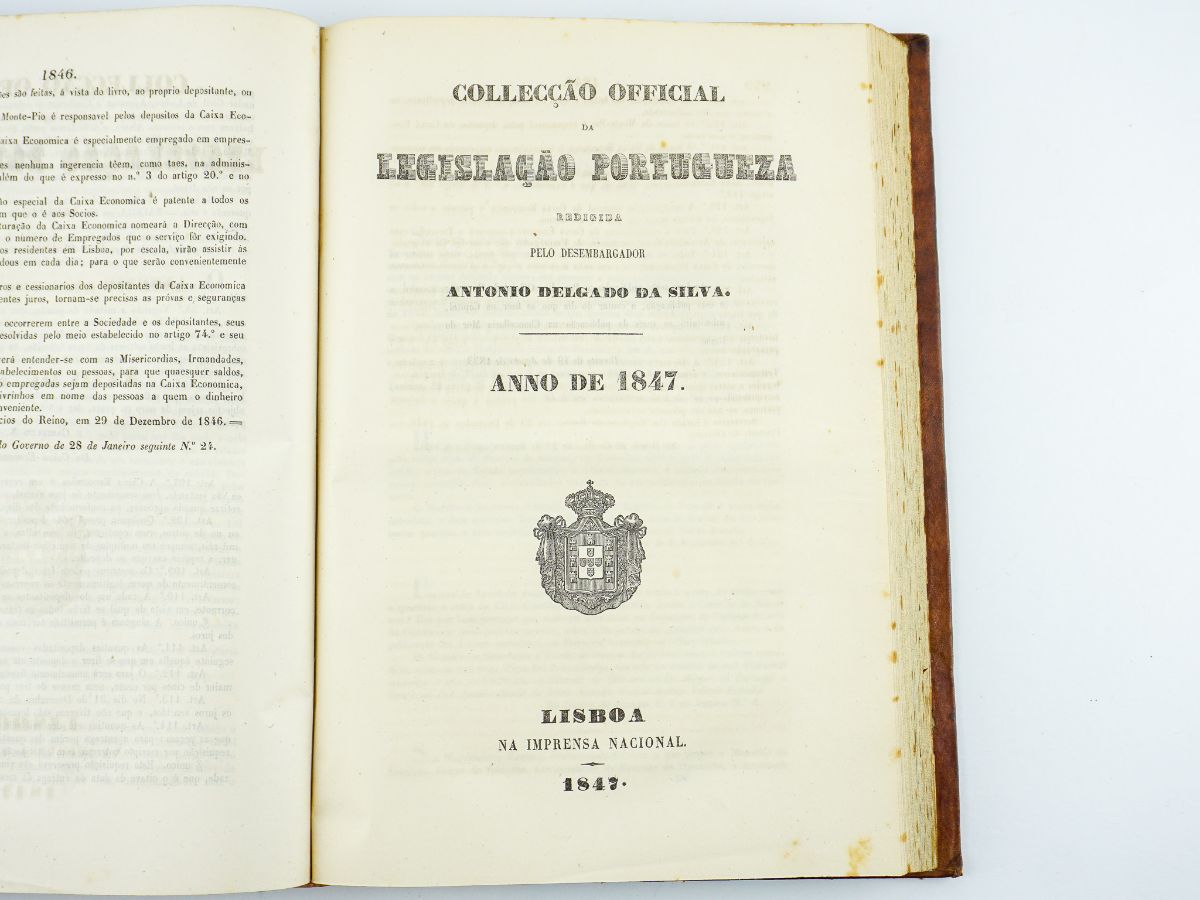 1846.
es são feitas, á vista do livro, ao proprio depositante, ou
Monte-Pio é responsavel pelos depositos da Caixa Eco-
aixa Economica é especialmente empregado em empres-
es nenhuma ingerencia têem, como taes, na adminis-
além do que é expresso no n.º 3 do artigo 20.º e no
ão especial da Caixa Economica é patente a todos os
m que o é aos Socios.
turação da Caixa Economica nomeará a Direcção, com
o numero de Empregados que o serviço fôr exigindo.
os residentes em Lisboa, por escala, virão assistir ás
dous em cada dia; para o que serão convenientemente
ros e cessionarios dos depositantes da Caixa Economica
entes juros, tornam-se precisas as próvas e seguranças
occorrerem entre a Sociedade e os depositantes, seus
esolvidas pelo meio estabelecido no artigo 74.º e seu
erá entender-se com as Misericordias, Irmandades,
tabelecimentos ou pessoas, para que quaesquer saldos,
o empregadas sejam depositadas na Caixa Economica,
ivrinhos em nome das pessoas a quem o dinheiro
nveniente.
cios do Reino, em 29 de Dezembro de 1846.=
lo Governo de 28 de Janeiro seguinte N.º 24.
COLLECÇÃO OFFICIAL
DA
LEGISLAÇÃO PORTUGUEZA
REDIGIDA
PELO DESEMBARGADOR
ANTONIO DELGADO DA SILVA.
ANNO DE 1847.
LISBOA
NA IMPRENSA NACIONAL.
1847.